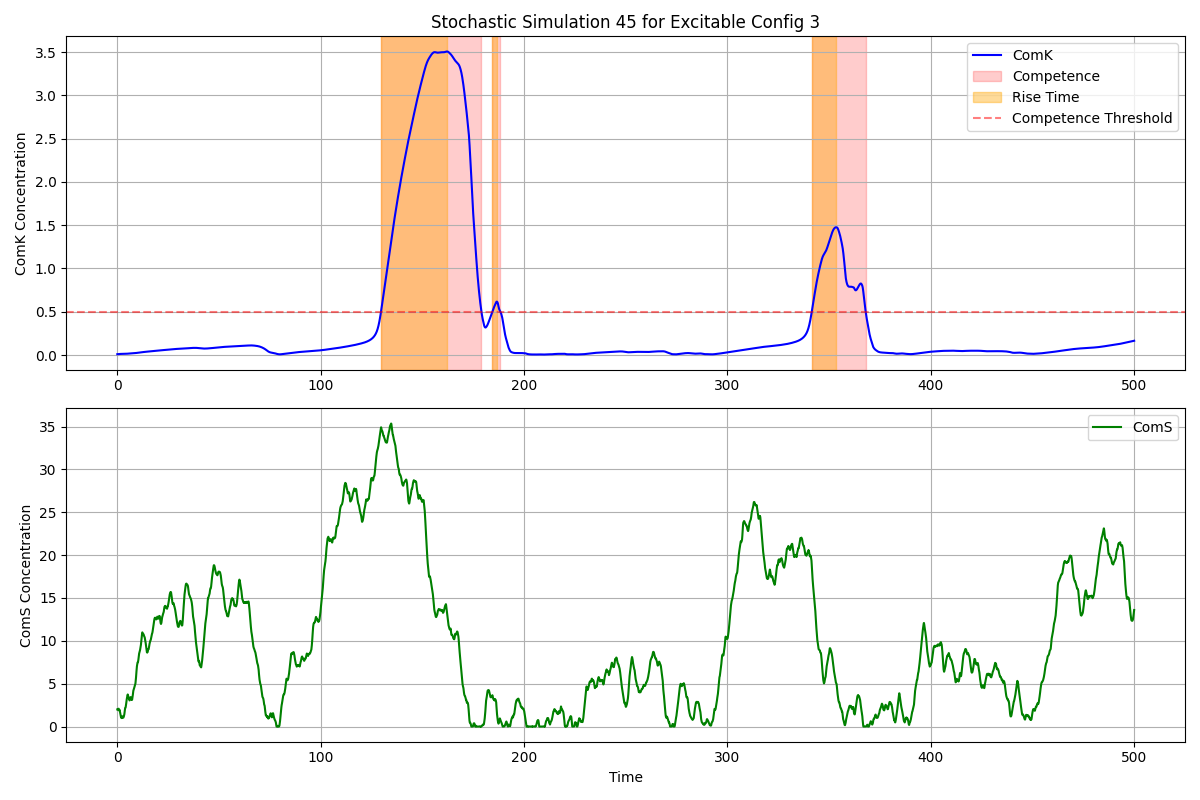 Stochastic Simulation 45 for Excitable Config 3
ComK Concentration
3.5
3.0
2.5
2.0
1.5
1.0
0.5
0.0
ComK
Competence
Rise Time
Competence Threshold
0 100 200 300 400 500
ComS Concentration
35
30
25
20
15
10
5
0
ComS
0 100 200 300 400 500
Time